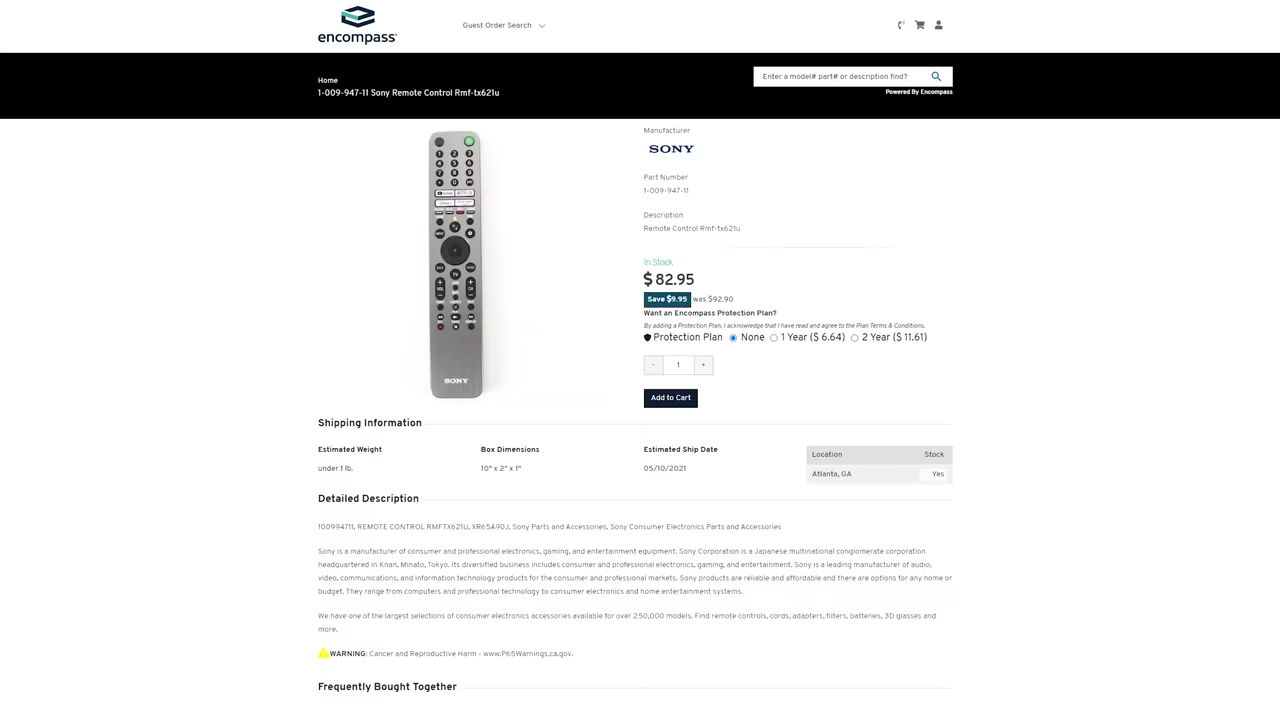 encompass
Guest Order Search
Home
1-009-947-11 Sony Remote Control Rmf-tx621u
Enter a model# part# or description find?
Powered By Encompass
Manufacturer
SONY
Part Number
1-009-947-11
Description
Remote Control Rmf-tx621u
In Stock
$ 82.95
Save $9.95 was $92.90
Want an Encompass Protection Plan?
By adding a Protection Plan, I acknowledge that I have read and agree to the Plan Terms & Conditions.
Protection Plan None 1 Year ($ 6.64) 2 Year ($ 11.61)
- 1 +
Add to Cart
SONY
Shipping Information
Estimated Weight
under 1 lb.
Box Dimensions
10" x 2" x 1"
Estimated Ship Date
05/10/2021
Location Stock
Atlanta, GA Yes
Detailed Description
100994711, REMOTE CONTROL RMFTX621U, XR65A90J, Sony Parts and Accessories, Sony Consumer Electronics Parts and Accessories
Sony is a manufacturer of consumer and professional electronics, gaming, and entertainment equipment. Sony Corporation is a Japanese multinational conglomerate corporation
headquartered in Knan, Minato, Tokyo. Its diversified business includes consumer and professional electronics, gaming, and entertainment. Sony is a leading manufacturer of audio,
video, communications, and information technology products for the consumer and professional markets. Sony products are reliable and affordable and there are options for any home or
budget. They range from computers and professional technology to consumer electronics and home entertainment systems.
We have one of the largest selections of consumer electronics accessories available for over 250,000 models. Find remote controls, cords, adapters, filters, batteries, 3D glasses and
more.
WARNING: Cancer and Reproductive Harm - www.P65Warnings.ca.gov.
Frequently Bought Together